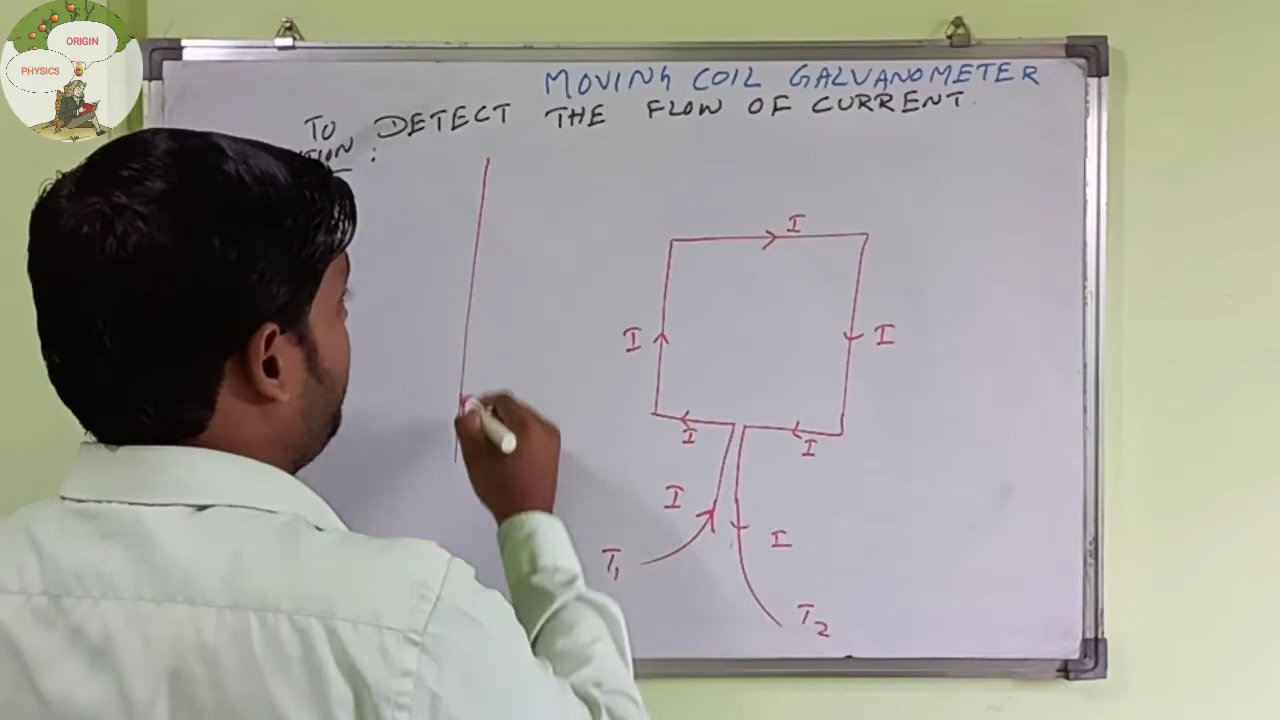 ORIGIN
PHYSICS
MOVING COIL GALVANOMETER
TO DETECT THE FLOW OF CURRENT.
:
I
I
I
I
I
I
I
T1
T2